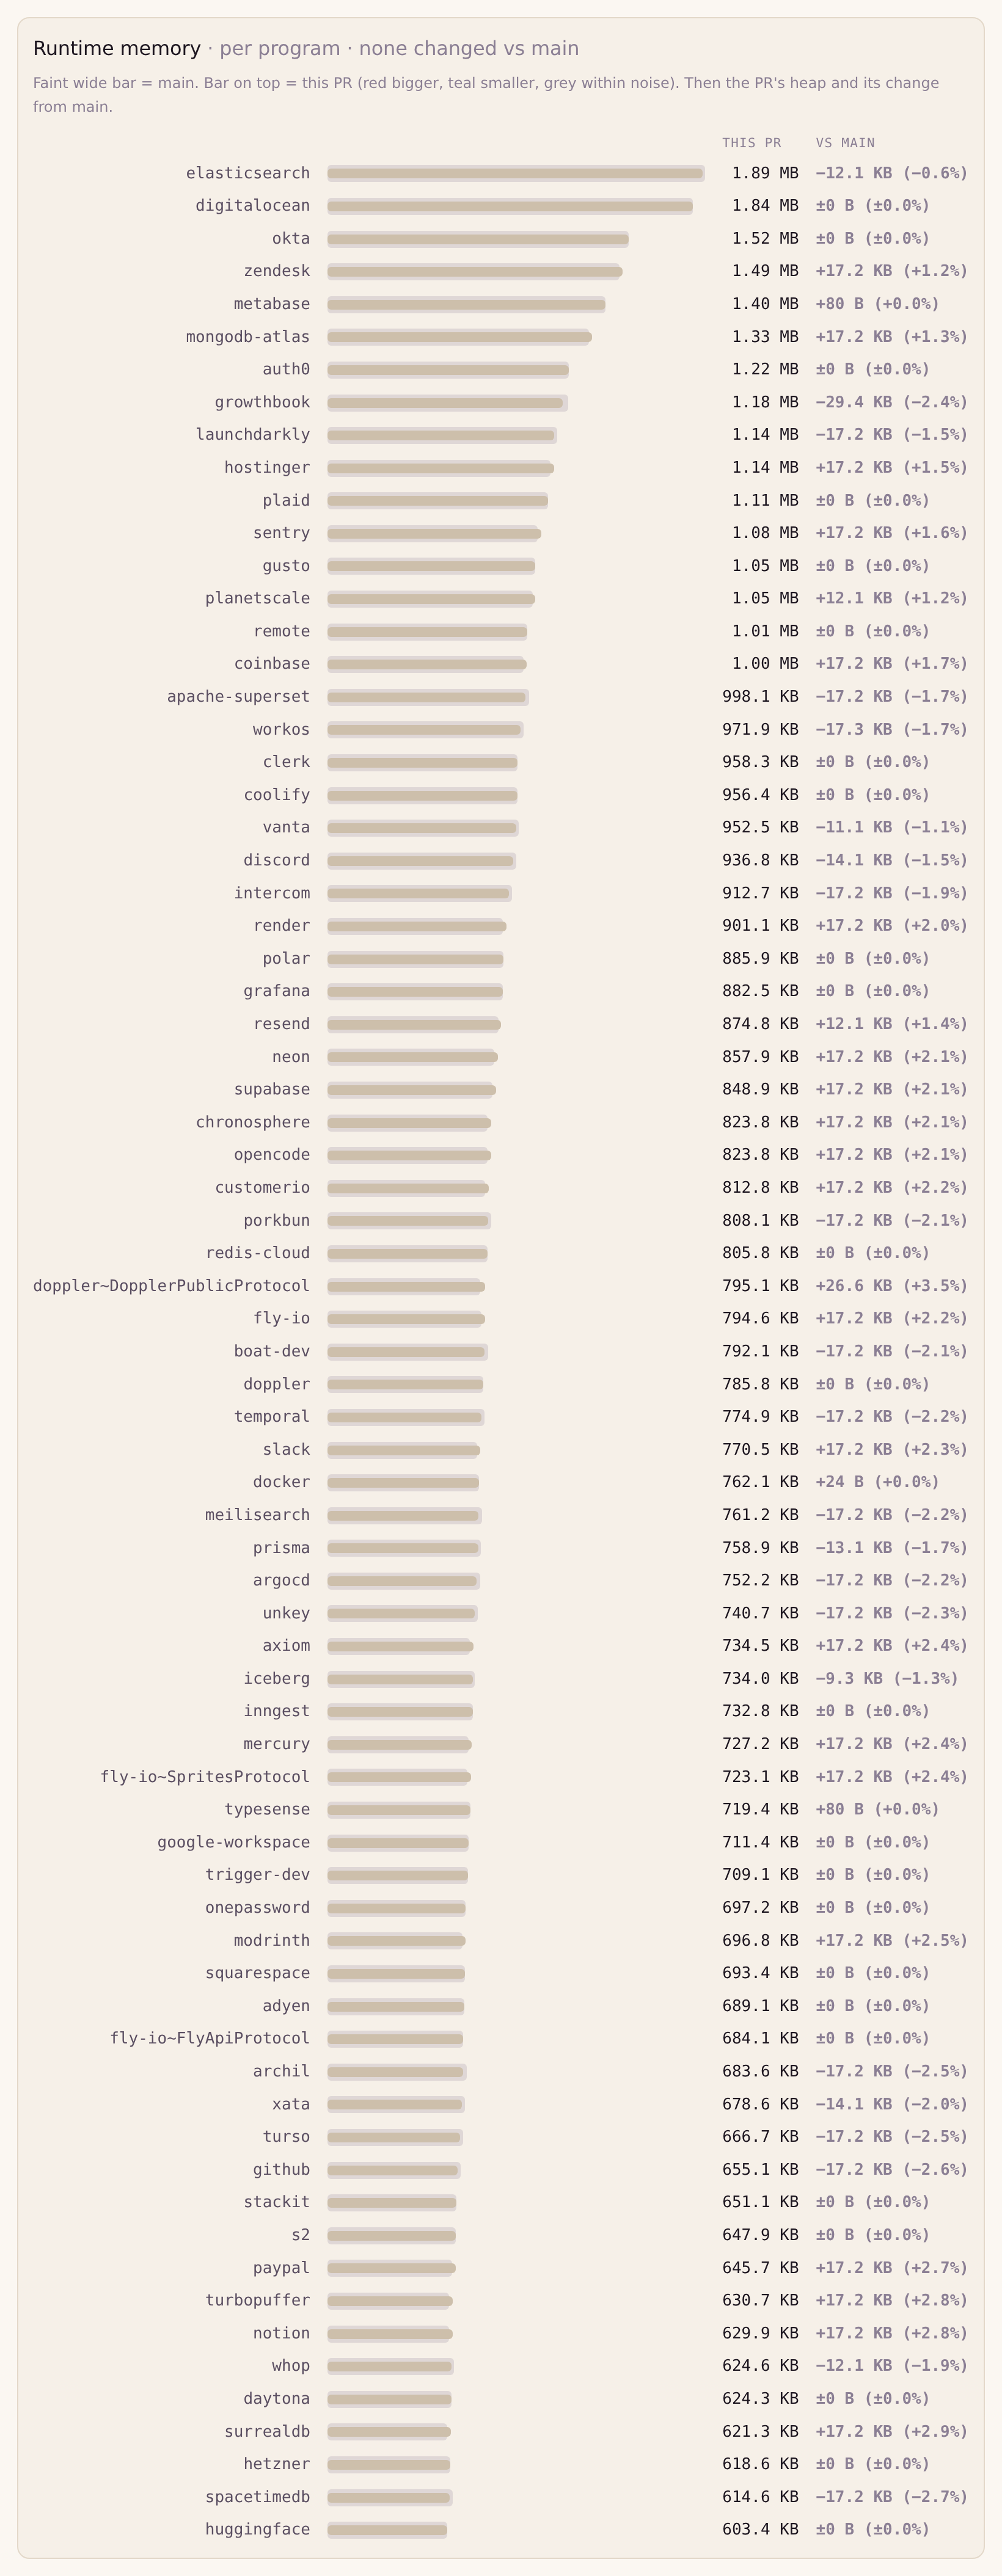 Runtime memory · per program · none changed vs main
Faint wide bar = main. Bar on top = this PR (red bigger, teal smaller, grey within noise). Then the PR's heap and its change
from main.
THIS PR VS MAIN
elasticsearch 1.89 MB −12.1 KB (−0.6%)
digitalocean 1.84 MB ±0 B (±0.0%)
okta 1.52 MB ±0 B (±0.0%)
zendesk 1.49 MB +17.2 KB (+1.2%)
metabase 1.40 MB +80 B (+0.0%)
mongodb-atlas 1.33 MB +17.2 KB (+1.3%)
auth0 1.22 MB ±0 B (±0.0%)
growthbook 1.18 MB −29.4 KB (−2.4%)
launchdarkly 1.14 MB −17.2 KB (−1.5%)
hostinger 1.14 MB +17.2 KB (+1.5%)
plaid 1.11 MB ±0 B (±0.0%)
sentry 1.08 MB +17.2 KB (+1.6%)
gusto 1.05 MB ±0 B (±0.0%)
planetscale 1.05 MB +12.1 KB (+1.2%)
remote 1.01 MB ±0 B (±0.0%)
coinbase 1.00 MB +17.2 KB (+1.7%)
apache-superset 998.1 KB −17.2 KB (−1.7%)
workos 971.9 KB −17.3 KB (−1.7%)
clerk 958.3 KB ±0 B (±0.0%)
coolify 956.4 KB ±0 B (±0.0%)
vanta 952.5 KB −11.1 KB (−1.1%)
discord 936.8 KB −14.1 KB (−1.5%)
intercom 912.7 KB −17.2 KB (−1.9%)
render 901.1 KB +17.2 KB (+2.0%)
polar 885.9 KB ±0 B (±0.0%)
grafana 882.5 KB ±0 B (±0.0%)
resend 874.8 KB +12.1 KB (+1.4%)
neon 857.9 KB +17.2 KB (+2.1%)
supabase 848.9 KB +17.2 KB (+2.1%)
chronosphere 823.8 KB +17.2 KB (+2.1%)
opencode 823.8 KB +17.2 KB (+2.1%)
customerio 812.8 KB +17.2 KB (+2.2%)
porkbun 808.1 KB −17.2 KB (−2.1%)
redis-cloud 805.8 KB ±0 B (±0.0%)
doppler~DopplerPublicProtocol 795.1 KB +26.6 KB (+3.5%)
fly-io 794.6 KB +17.2 KB (+2.2%)
boat-dev 792.1 KB −17.2 KB (−2.1%)
doppler 785.8 KB ±0 B (±0.0%)
temporal 774.9 KB −17.2 KB (−2.2%)
slack 770.5 KB +17.2 KB (+2.3%)
docker 762.1 KB +24 B (+0.0%)
meilisearch 761.2 KB −17.2 KB (−2.2%)
prisma 758.9 KB −13.1 KB (−1.7%)
argocd 752.2 KB −17.2 KB (−2.2%)
unkey 740.7 KB −17.2 KB (−2.3%)
axiom 734.5 KB +17.2 KB (+2.4%)
iceberg 734.0 KB −9.3 KB (−1.3%)
inngest 732.8 KB ±0 B (±0.0%)
mercury 727.2 KB +17.2 KB (+2.4%)
fly-io~SpritesProtocol 723.1 KB +17.2 KB (+2.4%)
typesense 719.4 KB +80 B (+0.0%)
google-workspace 711.4 KB ±0 B (±0.0%)
trigger-dev 709.1 KB ±0 B (±0.0%)
onepassword 697.2 KB ±0 B (±0.0%)
modrinth 696.8 KB +17.2 KB (+2.5%)
squarespace 693.4 KB ±0 B (±0.0%)
adyen 689.1 KB ±0 B (±0.0%)
fly-io~FlyApiProtocol 684.1 KB ±0 B (±0.0%)
archil 683.6 KB −17.2 KB (−2.5%)
xata 678.6 KB −14.1 KB (−2.0%)
turso 666.7 KB −17.2 KB (−2.5%)
github 655.1 KB −17.2 KB (−2.6%)
stackit 651.1 KB ±0 B (±0.0%)
s2 647.9 KB ±0 B (±0.0%)
paypal 645.7 KB +17.2 KB (+2.7%)
turbopuffer 630.7 KB +17.2 KB (+2.8%)
notion 629.9 KB +17.2 KB (+2.8%)
whop 624.6 KB −12.1 KB (−1.9%)
daytona 624.3 KB ±0 B (±0.0%)
surrealdb 621.3 KB +17.2 KB (+2.9%)
hetzner 618.6 KB ±0 B (±0.0%)
spacetimedb 614.6 KB −17.2 KB (−2.7%)
huggingface 603.4 KB ±0 B (±0.0%)